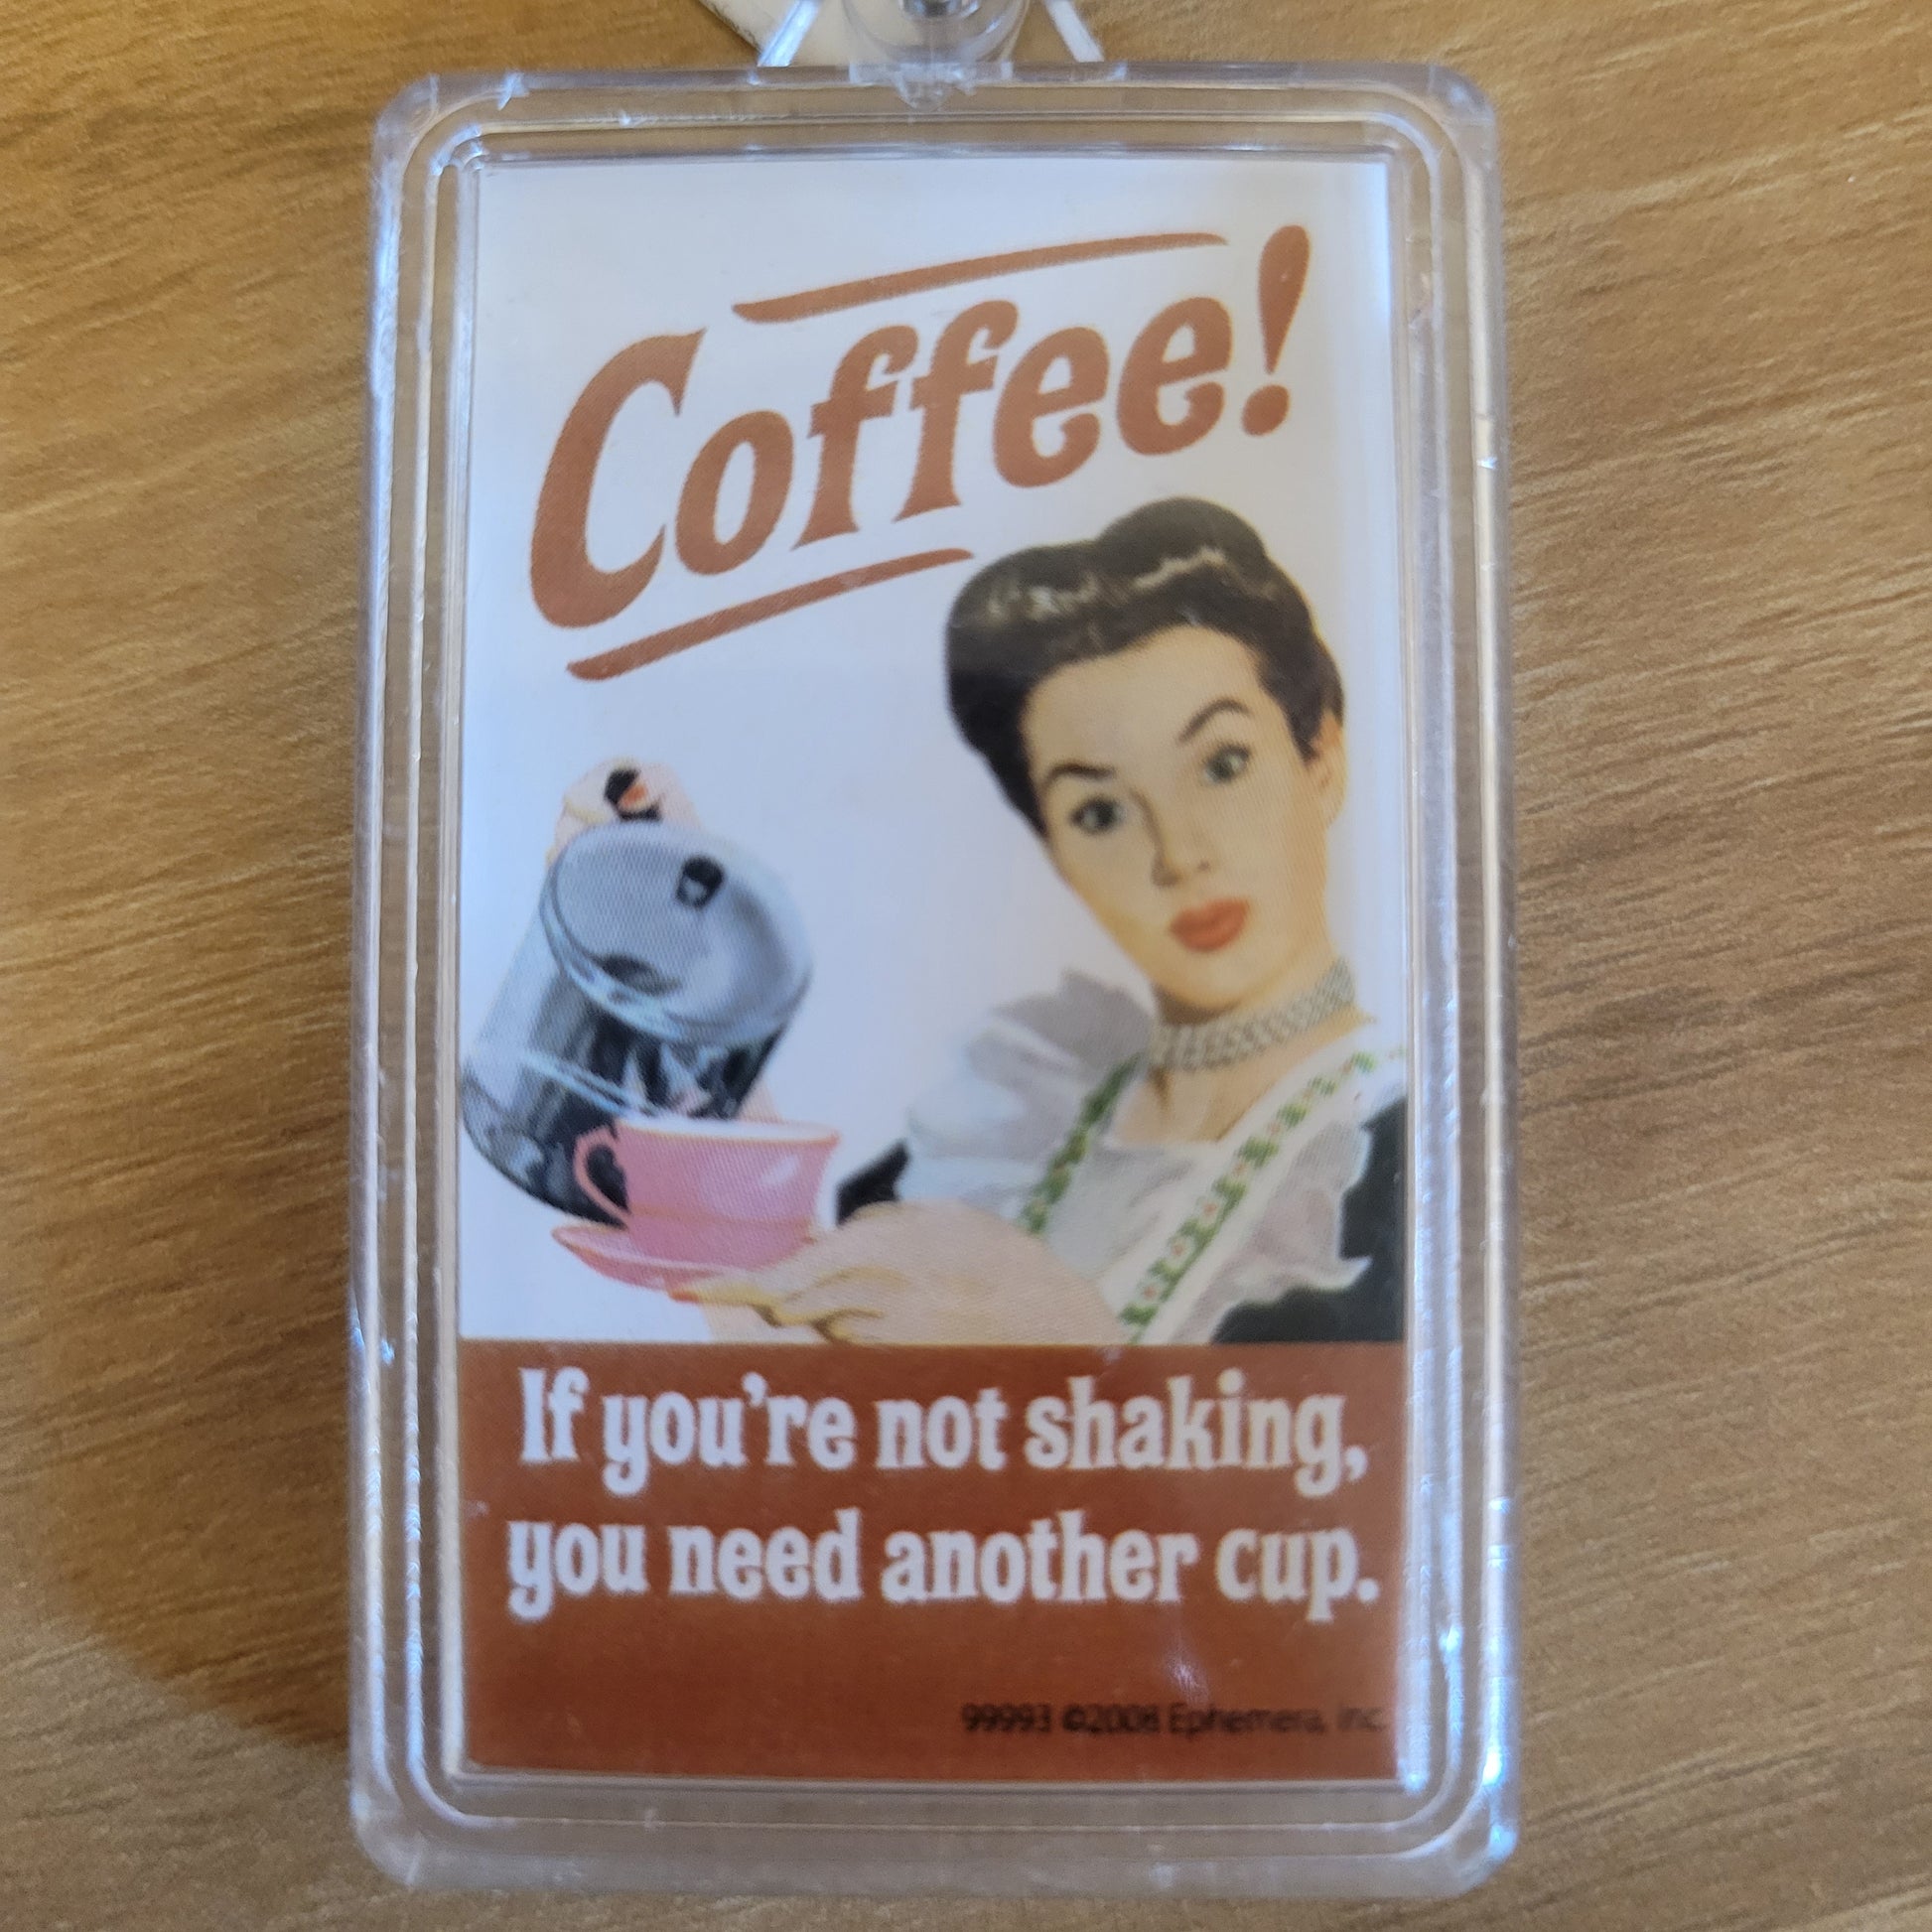 Coffee!
If you're not shaking,
you need another cup.
99993 ©2008 Ephemera, Inc.